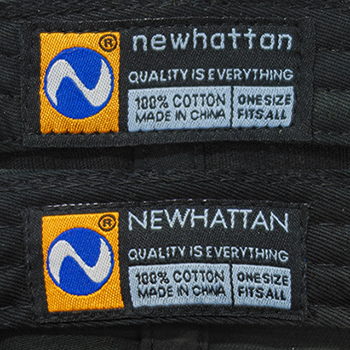 ® newhattan
QUALITY IS EVERYTHING
100% COTTON ONE SIZE
MADE IN CHINA FITS ALL
® NEWHATTAN
QUALITY IS EVERYTHING
100% COTTON ONE SIZE
MADE IN CHINA FITS ALL